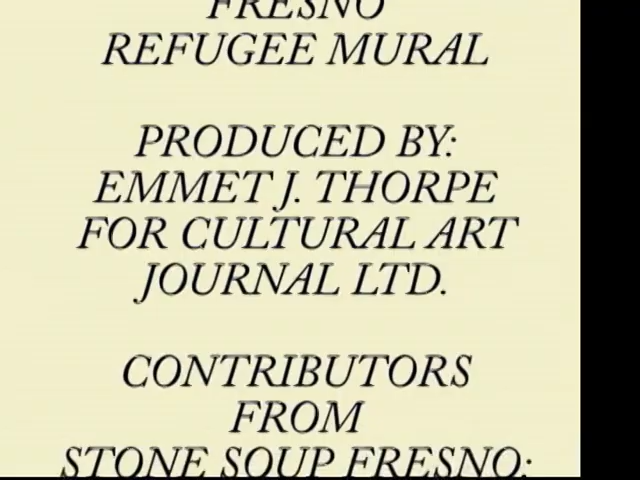 FRESNO
REFUGEE MURAL
PRODUCED BY:
EMMET J. THORPE
FOR CULTURAL ART
JOURNAL LTD.
CONTRIBUTORS
FROM
STONE SOUP FRESNO: